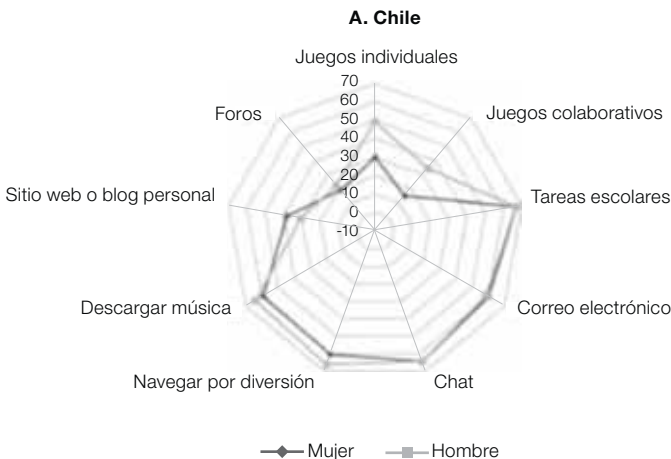 A. Chile
Juegos individuales
70
60
50
40
30
20
10
0
-10
Juegos colaborativos
Tareas escolares
Correo electrónico
Chat
Navegar por diversión
Descargar música
Sitio web o blog personal
Foros
Mujer
Hombre